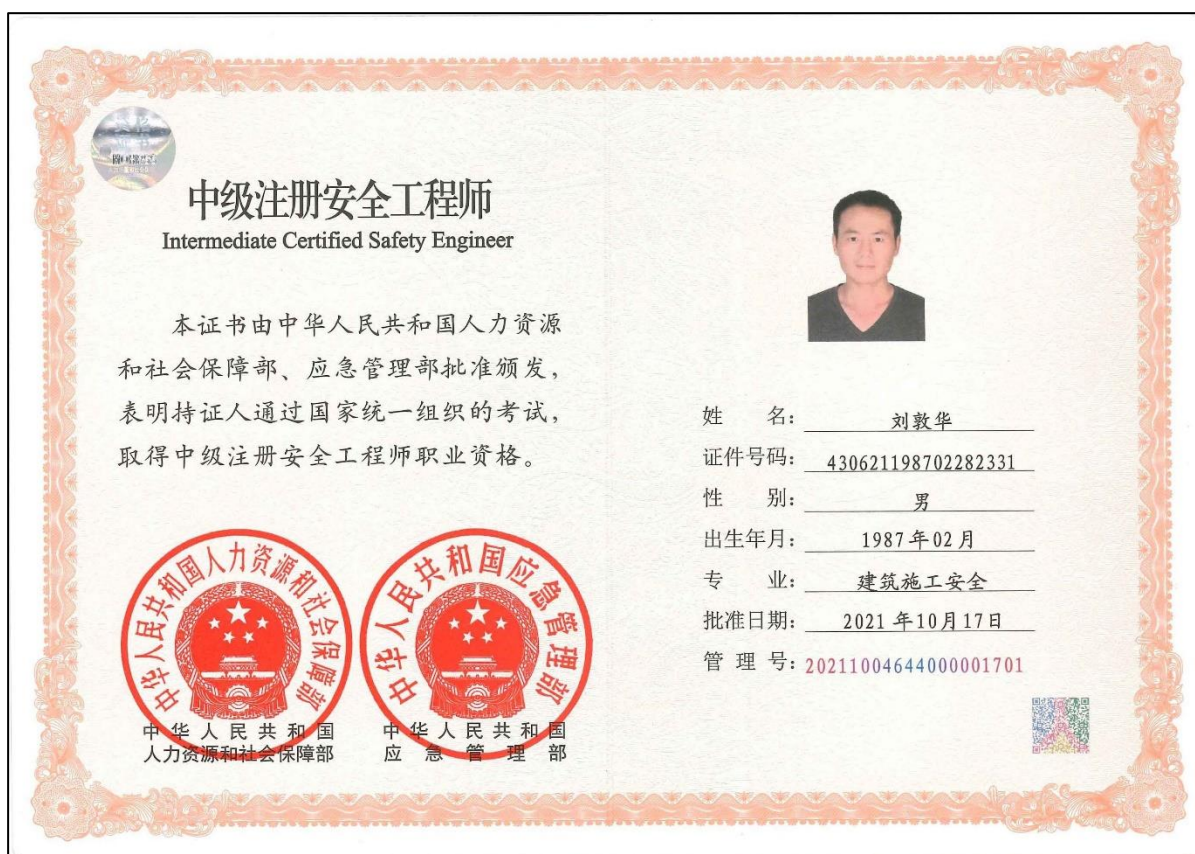 中级注册安全工程师
Intermediate Certified Safety Engineer
本证书由中华人民共和国人力资源
和社会保障部、应急管理部批准颁发，
表明持证人通过国家统一组织的考试，
取得中级注册安全工程师职业资格。
中华人民共和国人力资源和社会保障部
中华人民共和国应急管理部
中华人民共和国
人力资源和社会保障部
中华人民共和国
应急管理部
姓名：刘敦华
证件号码：430621198702282331
性别：男
出生年月：1987年02月
专业：建筑施工安全
批准日期：2021年10月17日
管理号：20211004644000001701